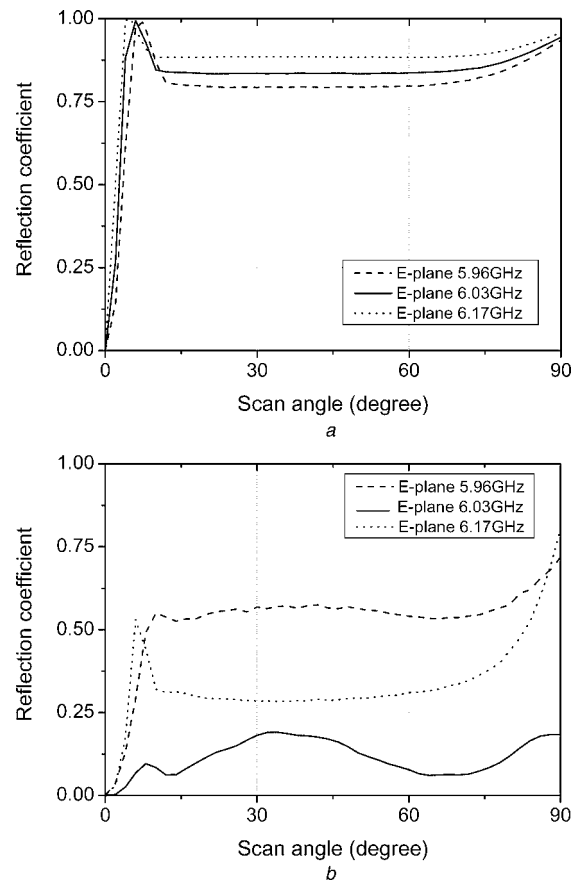 1.00
0.75
0.50
0.25
0.00
Reflection coefficient
E-plane 5.96GHz
E-plane 6.03GHz
E-plane 6.17GHz
0
30
60
90
Scan angle (degree)
a
1.00
0.75
0.50
0.25
0.00
Reflection coefficient
E-plane 5.96GHz
E-plane 6.03GHz
E-plane 6.17GHz
0
30
60
90
Scan angle (degree)
b